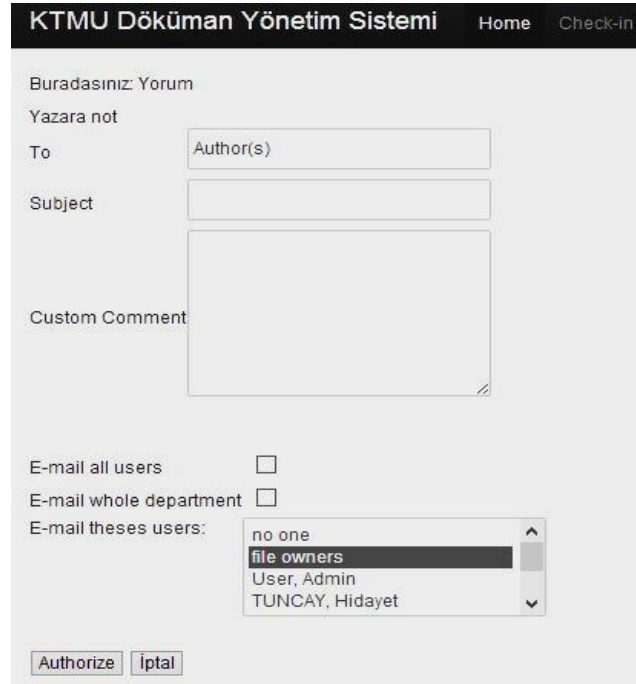 KTMU Döküman Yönetim Sistemi Home Check-in
Buradasınız: Yorum
Yazara not
To Author(s)
Subject
Custom Comment
E-mail all users
E-mail whole department
E-mail theses users: no one
file owners
User, Admin
TUNCAY, Hidayet
Authorize İptal